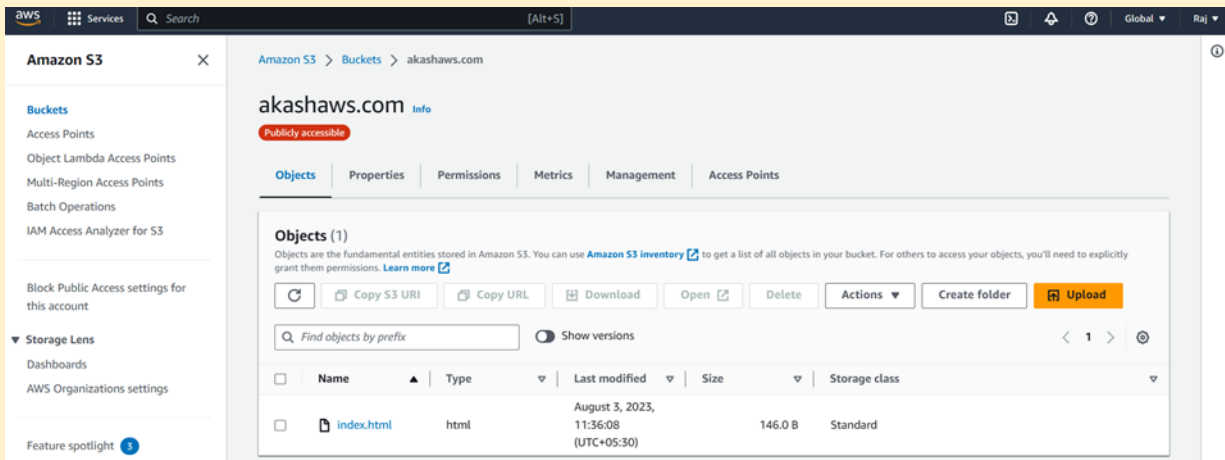 aws Services Search [Alt+S] Global Raj
Amazon S3
Buckets
Access Points
Object Lambda Access Points
Multi-Region Access Points
Batch Operations
IAM Access Analyzer for S3
Block Public Access settings for
this account
Storage Lens
Dashboards
AWS Organizations settings
Feature spotlight 3
Amazon S3 > Buckets > akashaws.com
akashaws.com Info
Publicly accessible
Objects Properties Permissions Metrics Management Access Points
Objects (1)
Objects are the fundamental entities stored in Amazon S3. You can use Amazon S3 inventory to get a list of all objects in your bucket. For others to access your objects, you'll need to explicitly
grant them permissions. Learn more
Copy S3 URI Copy URL Download Open Delete Actions Create folder Upload
Find objects by prefix Show versions < 1 >
Name Type Last modified Size Storage class
August 3, 2023,
index.html html 11:36:08 146.0 B Standard
(UTC+05:30)